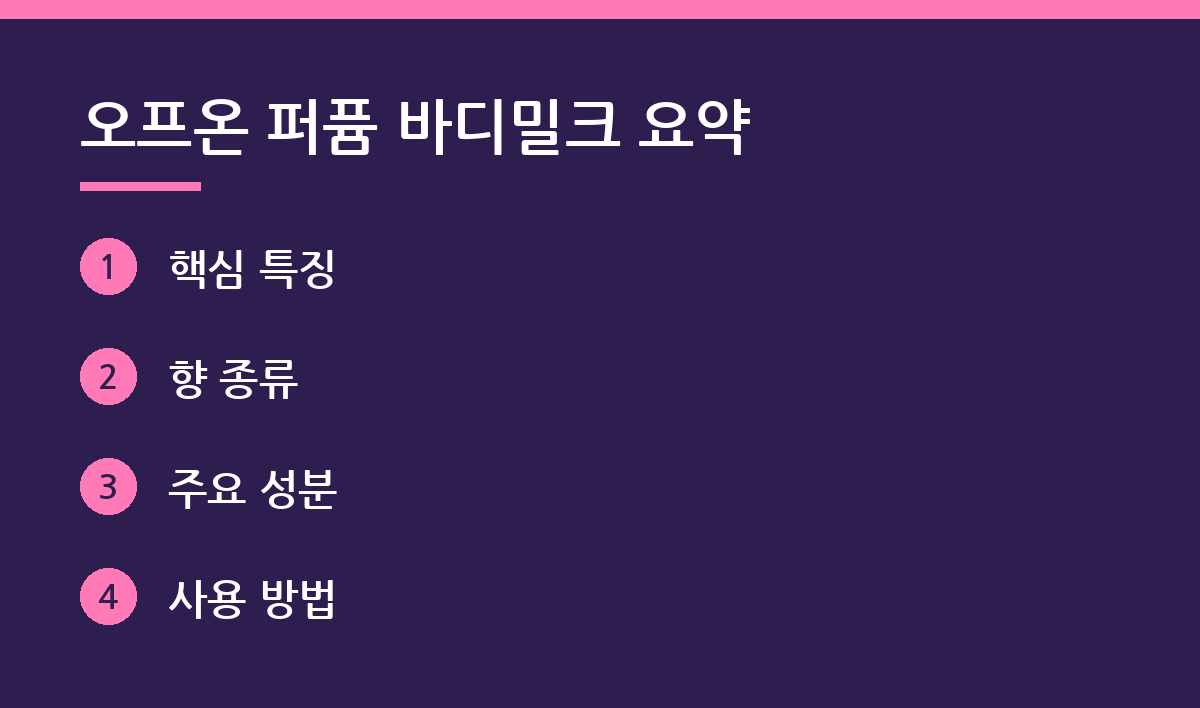 오프온 퍼퓸 바디밀크 요약
1 핵심 특징
2 향 종류
3 주요 성분
4 사용 방법